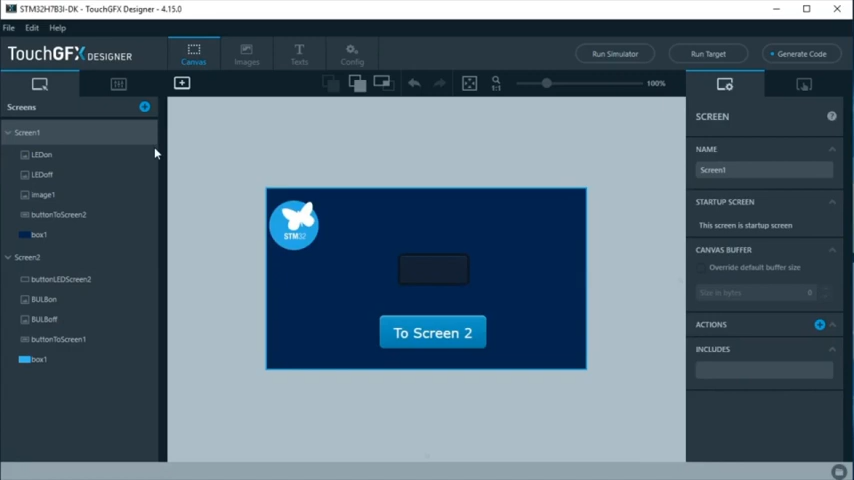 STM32H7B3I-DK - TouchGFX Designer - 4.15.0
File Edit Help
TouchGFX DESIGNER
Canvas
Images
Texts
Config
Run Simulator
Run Target
Generate Code
1:1
100%
Screens
Screen1
LEDon
LEDoff
image1
buttonToScreen2
box1
Screen2
buttonLEDScreen2
BULBon
BULBoff
buttonToScreen1
box1
STM32
To Screen 2
SCREEN
?
NAME
Screen1
STARTUP SCREEN
This screen is startup screen
CANVAS BUFFER
Override default buffer size
Size in bytes 0
ACTIONS
INCLUDES